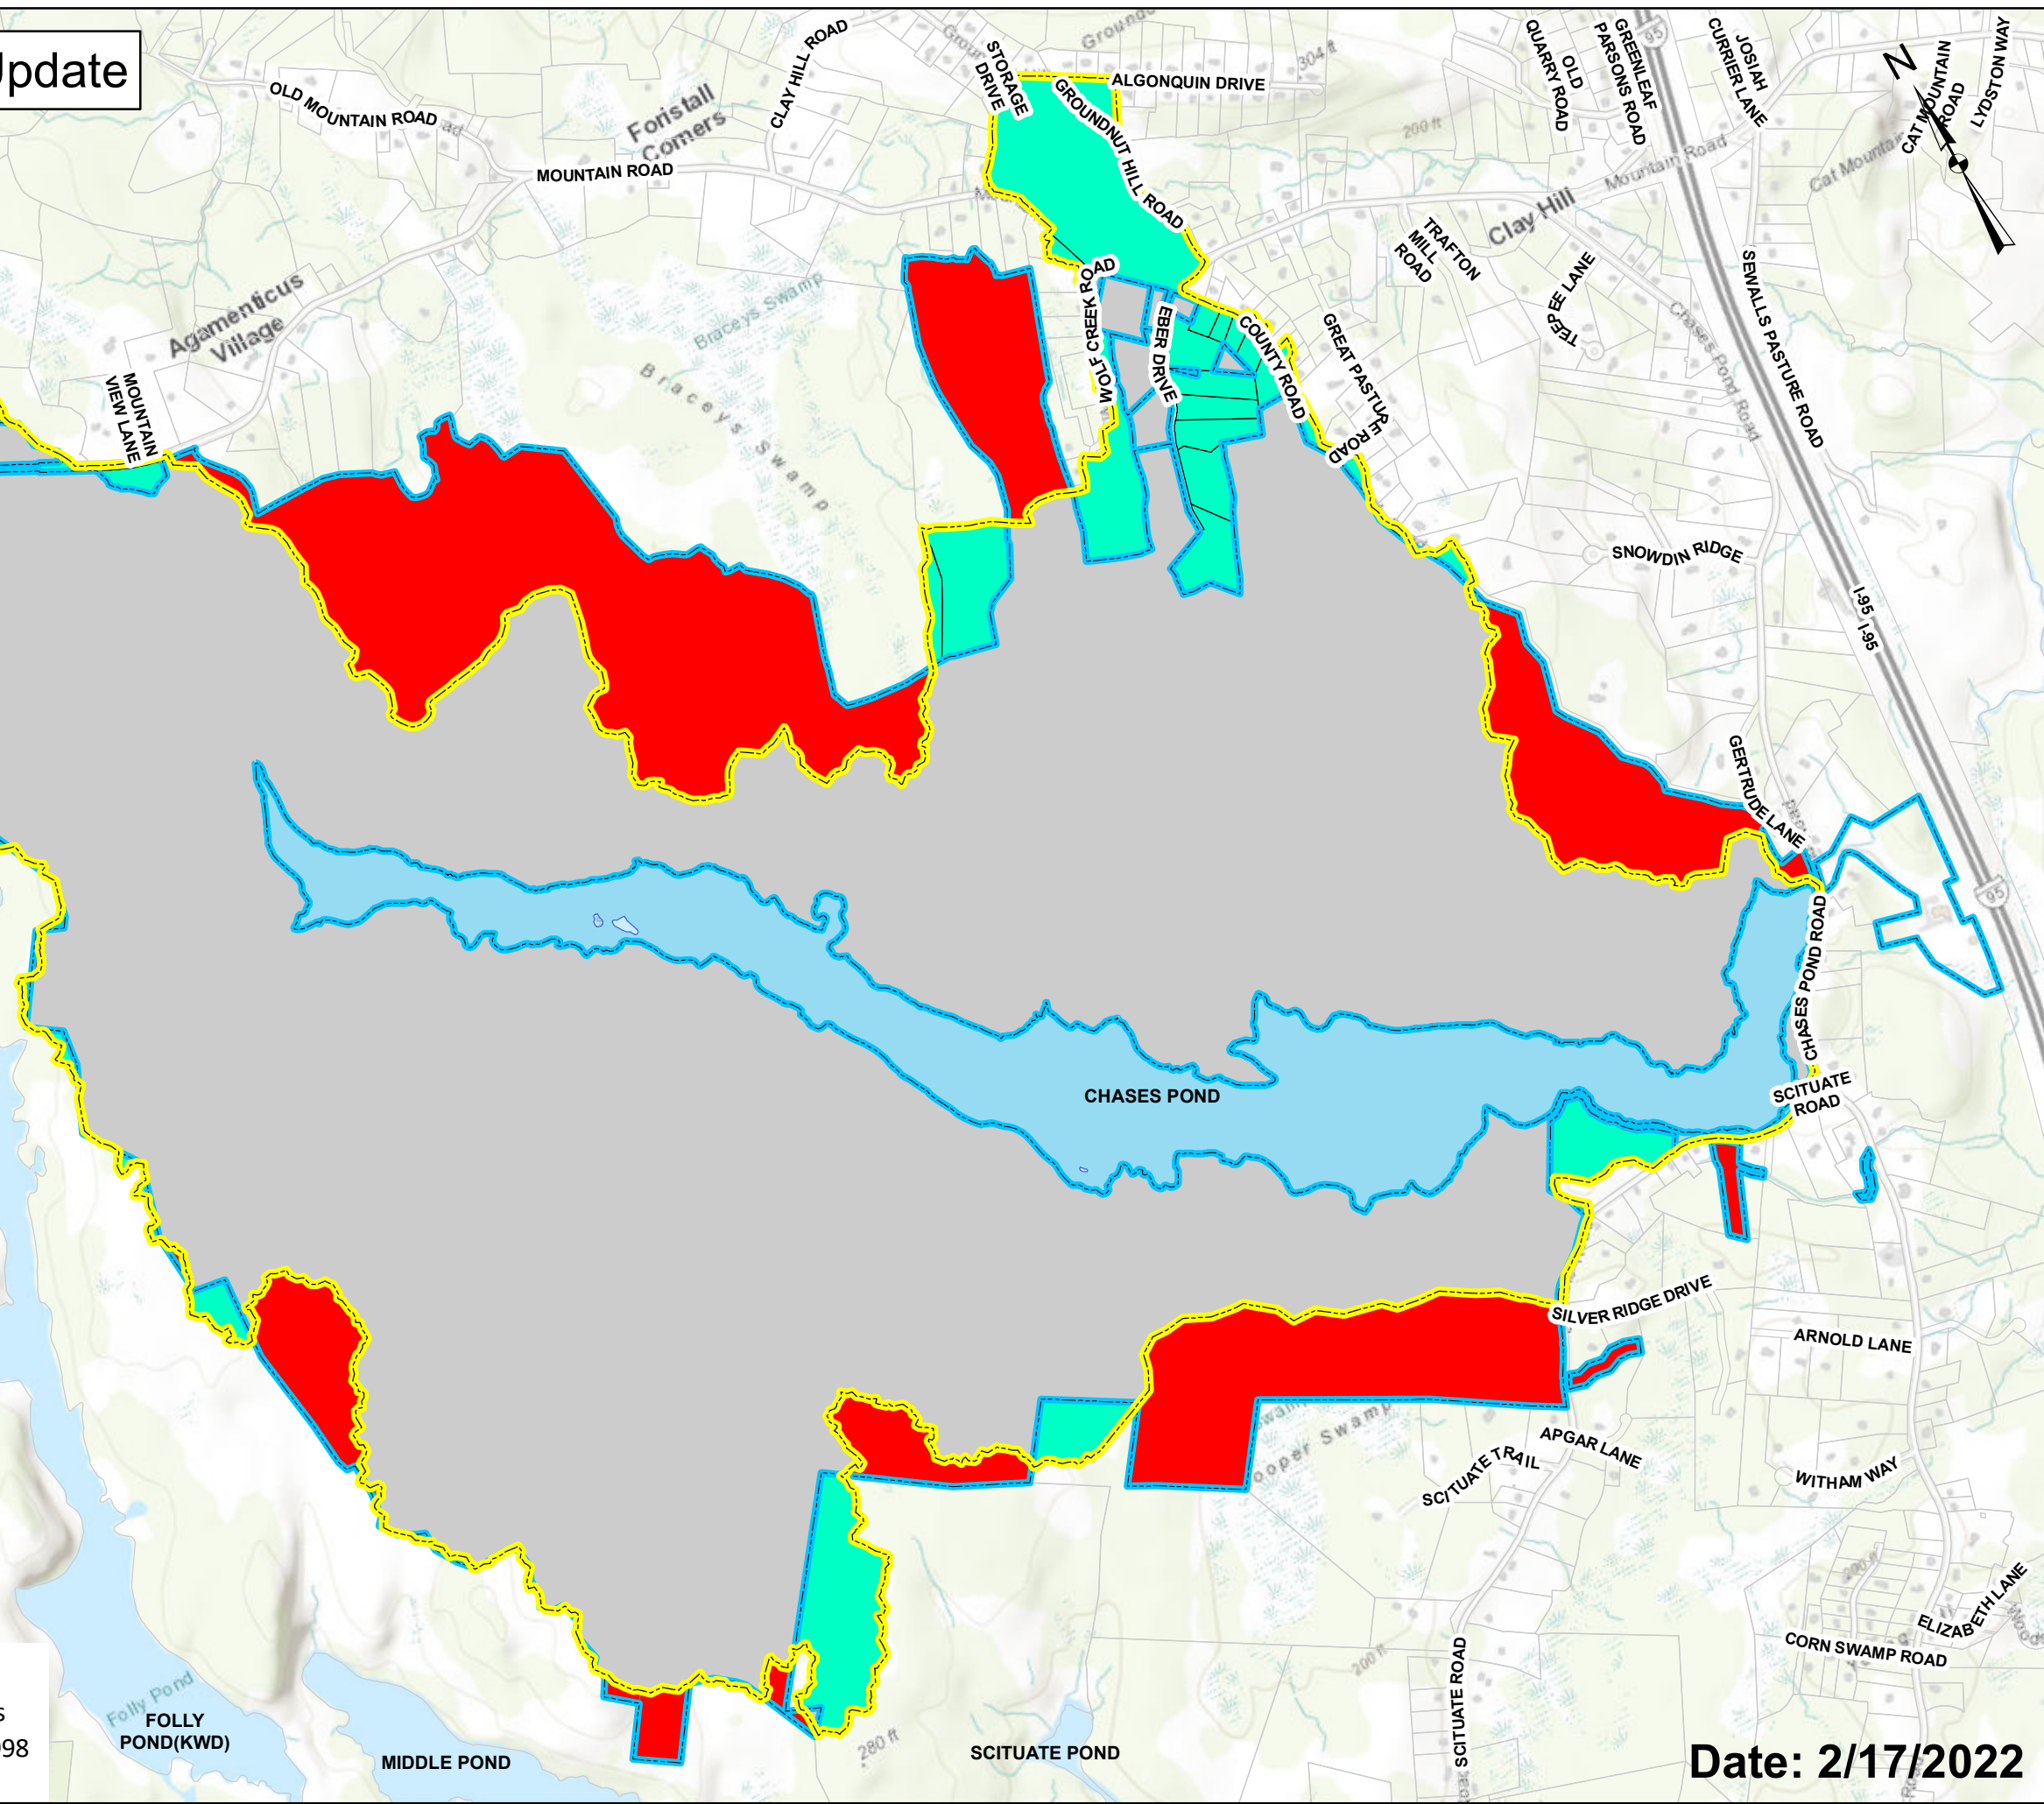 Update
OLD MOUNTAIN ROAD
Foristall
Corners
CLAY HILL ROAD
STORAGE
DRIVE
ALGONQUIN DRIVE
304 ft
GROUNDNUT HILL ROAD
MOUNTAIN ROAD
OLD
QUARRY ROAD
GREENLEAF
PARSONS ROAD
95
JOSIAH
CURRIER LANE
N
CAT MOUNTAIN
ROAD
LYDSTON WAY
200 ft
Mountain Road
Cat Mountain
Clay Hill
TRAFTON
MILL
ROAD
TEEPEE LANE
SEWALLS PASTURE ROAD
Chases Pond Road
Agamenticus
Village
Braceys Swamp
Braceys Swamp
MOUNTAIN
VIEW LANE
WOLF CREEK ROAD
EBER DRIVE
COUNTY ROAD
GREAT PASTURE ROAD
SNOWDIN RIDGE
I-95
I-95
GERTRUDE LANE
95
CHASES POND ROAD
CHASES POND
SCITUATE
ROAD
SILVER RIDGE DRIVE
ARNOLD LANE
APGAR LANE
SCITUATE TRAIL
WITHAM WAY
200 ft
ELIZABETH LANE
CORN SWAMP ROAD
SCITUATE ROAD
200 ft
280 ft
Folly Pond
FOLLY
POND(KWD)
MIDDLE POND
SCITUATE POND
s
98
Date: 2/17/2022